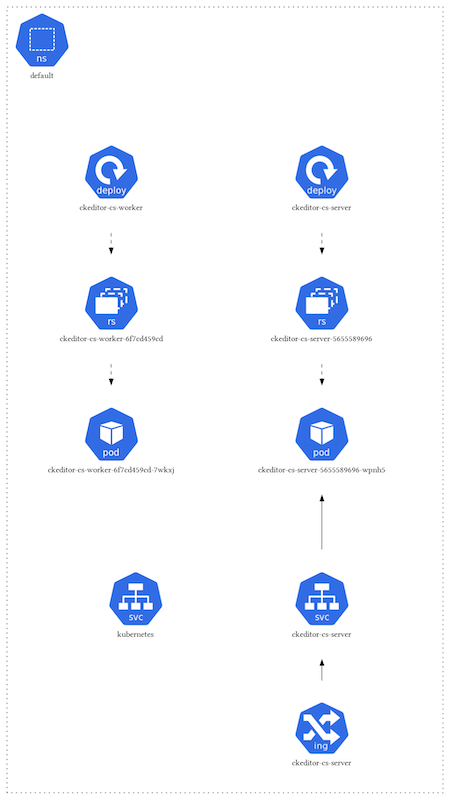 ns
default
deploy
deploy
ckeditor-cs-worker
ckeditor-cs-server
rs
rs
ckeditor-cs-worker-6f7cd459cd
ckeditor-cs-server-5655589696
pod
pod
ckeditor-cs-worker-6f7cd459cd-7wkxj
ckeditor-cs-server-5655589696-wpnh5
svc
svc
kubernetes
ckeditor-cs-server
ing
ckeditor-cs-server